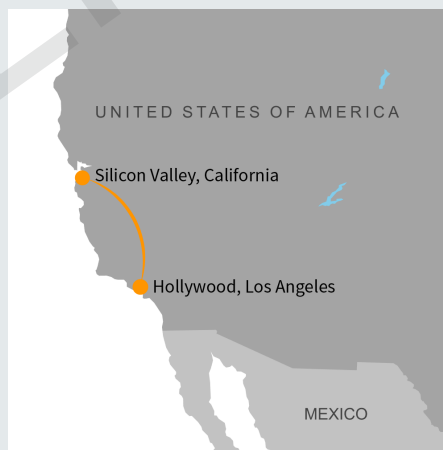 UNITED STATES OF AMERICA
Silicon Valley, California
Hollywood, Los Angeles
MEXICO